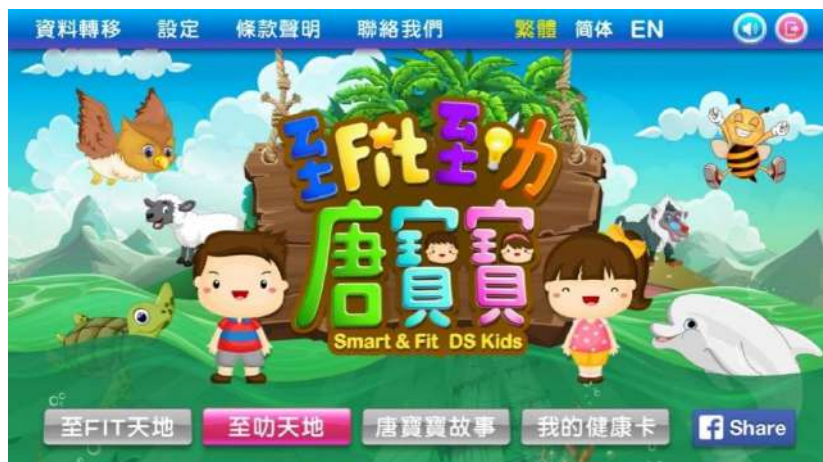 資料轉移 設定 條款聲明 聯絡我們 繁體 简体 EN
至Fit至叻
唐寶寶
Smart & Fit DS Kids
至FIT天地 至叻天地 唐寶寶故事 我的健康卡 f Share